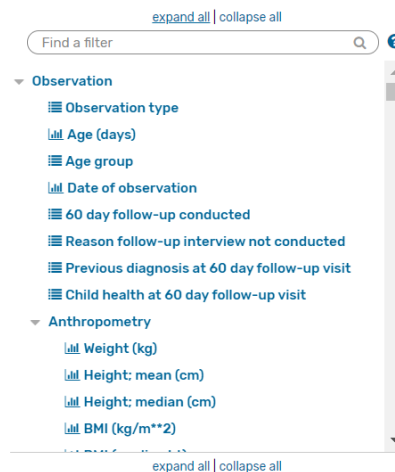 expand all | collapse all
Find a filter
Observation
Observation type
Age (days)
Age group
Date of observation
60 day follow-up conducted
Reason follow-up interview not conducted
Previous diagnosis at 60 day follow-up visit
Child health at 60 day follow-up visit
Anthropometry
Weight (kg)
Height; mean (cm)
Height; median (cm)
BMI (kg/m**2)
expand all | collapse all